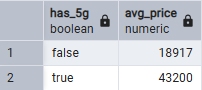 has_5g avg_price
boolean numeric
1 false 18917
2 true 43200